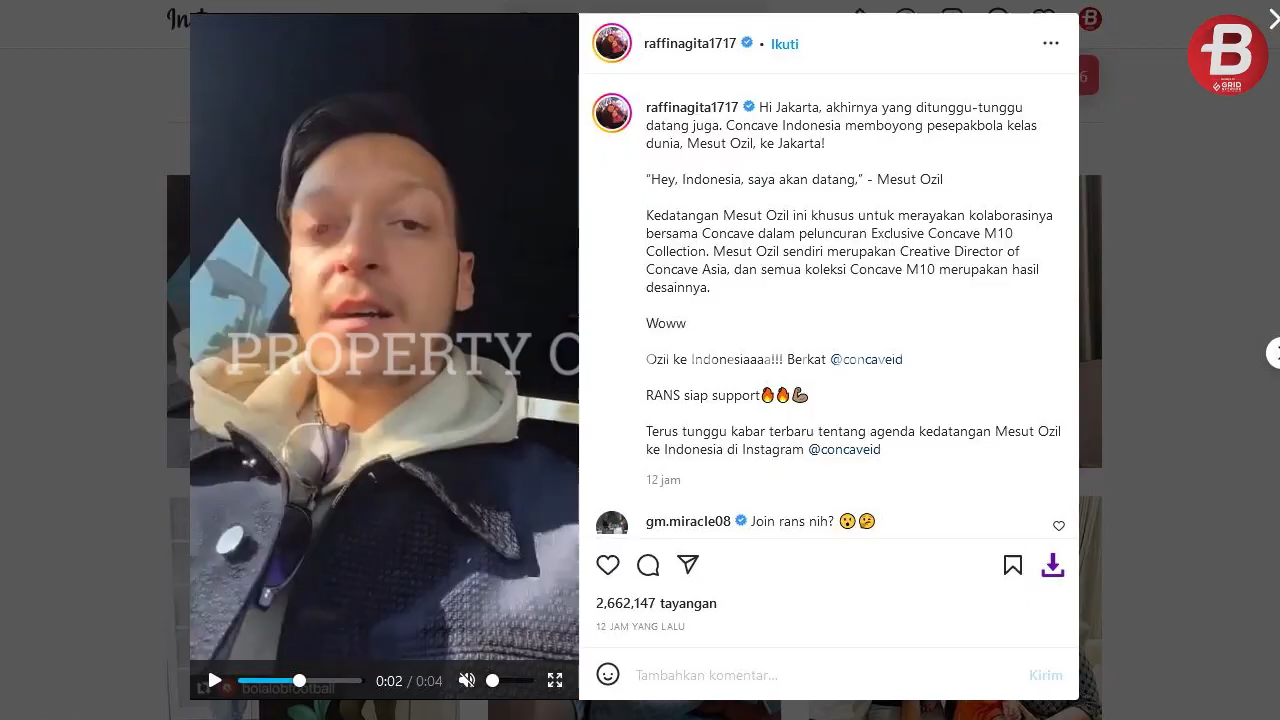 raffinagita1717 • Ikuti
raffinagita1717 Hi Jakarta, akhirnya yang ditunggu-tunggu
datang juga. Concave Indonesia memboyong pesepakbola kelas
dunia, Mesut Ozil, ke Jakarta!
“Hey, Indonesia, saya akan datang,” - Mesut Ozil
Kedatangan Mesut Ozil ini khusus untuk merayakan kolaborasinya
bersama Concave dalam peluncuran Exclusive Concave M10
Collection. Mesut Ozil sendiri merupakan Creative Director of
Concave Asia, dan semua koleksi Concave M10 merupakan hasil
desainnya.
Woww
Ozil ke Indonesiaaaa!!! Berkat @concaveid
RANS siap support🔥🔥💪🏽
Terus tunggu kabar terbaru tentang agenda kedatangan Mesut Ozil
ke Indonesia di Instagram @concaveid
12 jam
gm.miracle08 Join rans nih? 😮🤔
2,662,147 tayangan
12 JAM YANG LALU
Tambahkan komentar...
Kirim
PROPERTY
0:02 / 0:04
bolalobfootball
B
GRID